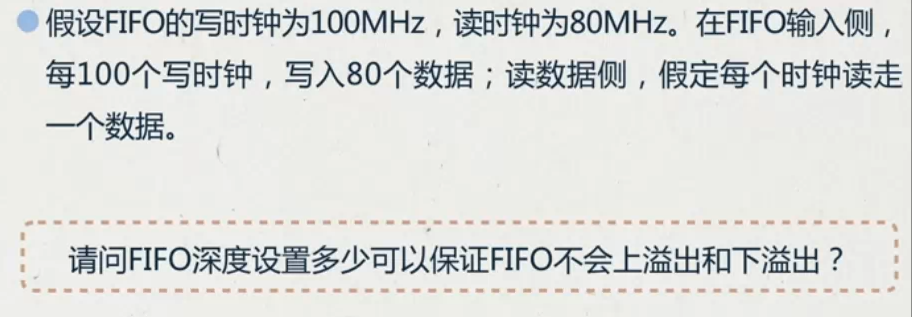 假设FIFO的写时钟为100MHz，读时钟为80MHz。在FIFO输入侧，
每100个写时钟，写入80个数据；读数据侧，假定每个时钟读走
一个数据。
请问FIFO深度设置多少可以保证FIFO不会上溢出和下溢出？